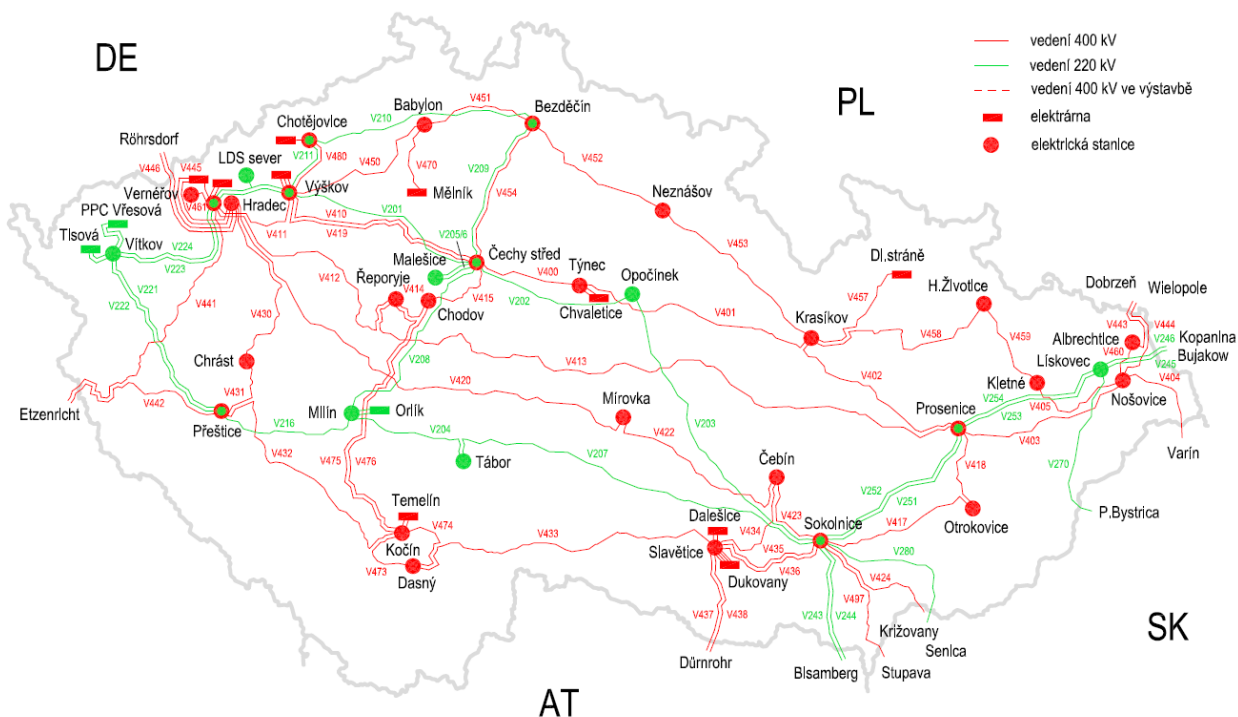 DE
PL
SK
AT
vedení 400 kV
vedení 220 kV
vedení 400 kV ve výstavbě
elektrárna
elektrIcká stanIce
V451
Babylon
Bezděčín
V210
ChotějovIce
Röhrsdorf
V446
V445
LDS sever
V211
V480
V450
V470
V209
V454
V452
Vernéřov
V481
Hradec
Výškov
Mělník
Neznášov
PPC Vřesová
TIsová
Vítkov
V224
V223
V411
V410
V419
V201
V205/6
Čechy střed
Malešice
V453
Dl.stráně
V457
V221
V222
V441
V412
V430
Řeporyje
V414
V415
Chodov
V400
Týnec
Chvaletice
V202
Opočínek
V401
Krasíkov
V458
H.ŽIvotIce
V459
Dobrzeň
Wielopole
V443
V444
V246
KopanIna
Bujakow
V245
AlbrechtIce
V460
Lískovec
V404
Chrást
V208
V413
V402
Kletné
V405
V254
V253
Nošovice
V403
Varín
Etzenricht
V442
V431
Přeštice
V216
MIlín
Orlík
V420
V204
Mírovka
V422
V203
Prosenice
V418
V270
P.Bystrica
V432
V475
V476
Tábor
V207
Čebín
V423
V252
V251
Otrokovice
V417
Temelín
V474
Kočín
V473
Dasný
V433
DalešIce
V434
V435
V436
Slavětice
Dukovany
Sokolnice
V280
V424
V497
V437
V438
V243
V244
Dürnrohr
BIsamberg
Križovany
SenIca
Stupava